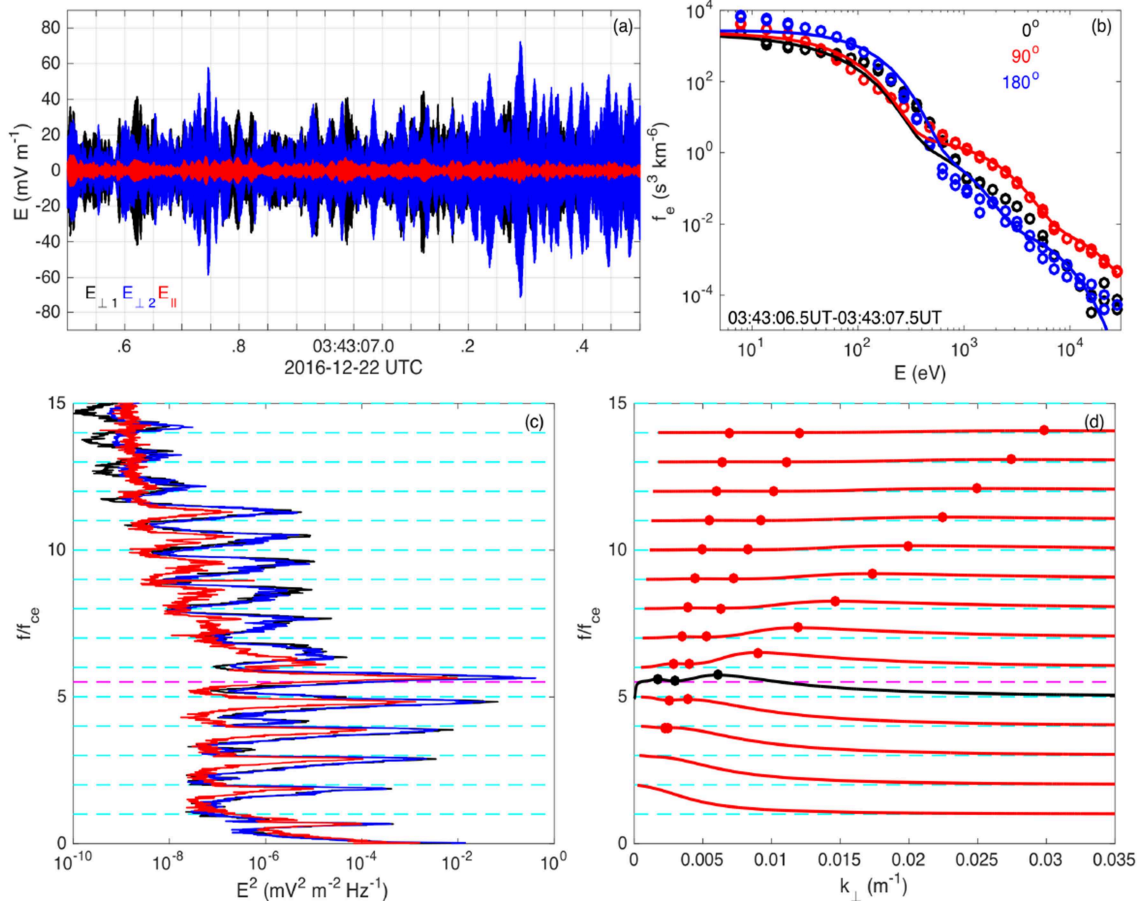 (a)
80
60
40
20
0
-20
-40
-60
-80
E (mV m⁻¹)
E⊥1 E⊥2 E||
.6 .8 03:43:07.0 .2 .4
2016-12-22 UTC
(b)
0°
90°
180°
10⁴
10²
10⁰
10⁻²
10⁻⁴
fₑ (s³ km⁻⁶)
03:43:06.5UT-03:43:07.5UT
10¹ 10² 10³ 10⁴
E (eV)
(c)
15
10
5
0
f/f_ce
10⁻¹⁰ 10⁻⁸ 10⁻⁶ 10⁻⁴ 10⁻² 10⁰
E² (mV² m⁻² Hz⁻¹)
(d)
15
10
5
0
f/f_ce
0 0.005 0.01 0.015 0.02 0.025 0.03 0.035
k⊥ (m⁻¹)